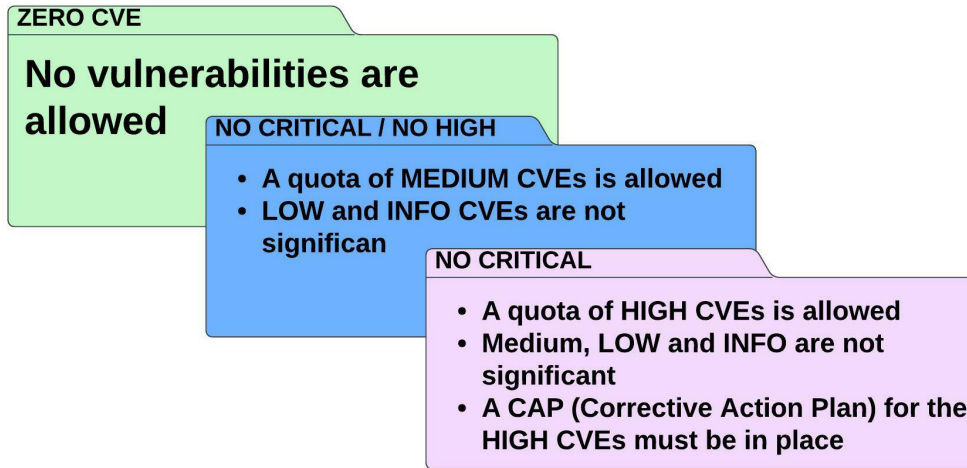 ZERO CVE
No vulnerabilities are
allowed
NO CRITICAL / NO HIGH
• A quota of MEDIUM CVEs is allowed
• LOW and INFO CVEs are not
significan
NO CRITICAL
• A quota of HIGH CVEs is allowed
• Medium, LOW and INFO are not
significant
• A CAP (Corrective Action Plan) for the
HIGH CVEs must be in place